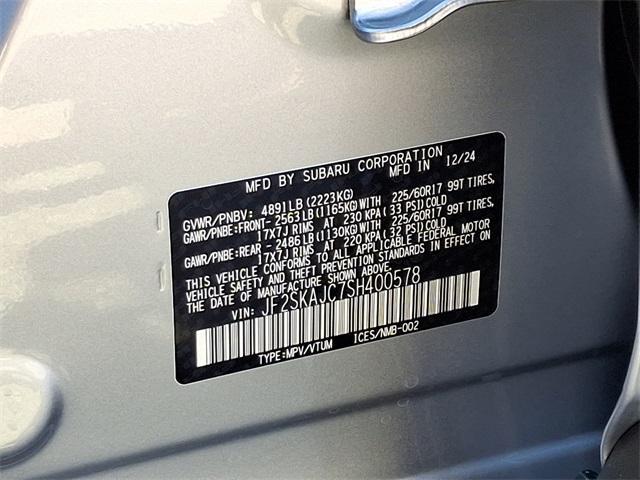 MFD BY SUBARU CORPORATION
MFD IN 12/24
GVWR/PNBV: 4891LB(2223KG)
GAWR/PNBE:FRONT- 2563LB(1165KG)WITH 225/60R17 99T TIRES,
17X7J RIMS AT 230 KPA(33 PSI)COLD
GAWR/PNBE:REAR - 2486LB(1130KG)WITH 225/60R17 99T TIRES,
17X7J RIMS AT 220 KPA(32 PSI)COLD
THIS VEHICLE CONFORMS TO ALL APPLICABLE FEDERAL MOTOR
VEHICLE SAFETY AND THEFT PREVENTION STANDARDS IN EFFECT ON
THE DATE OF MANUFACTURE SHOWN ABOVE.
VIN: JF2SKAJC7SH400578
TYPE:MPV/VTUM ICES/NMB-002